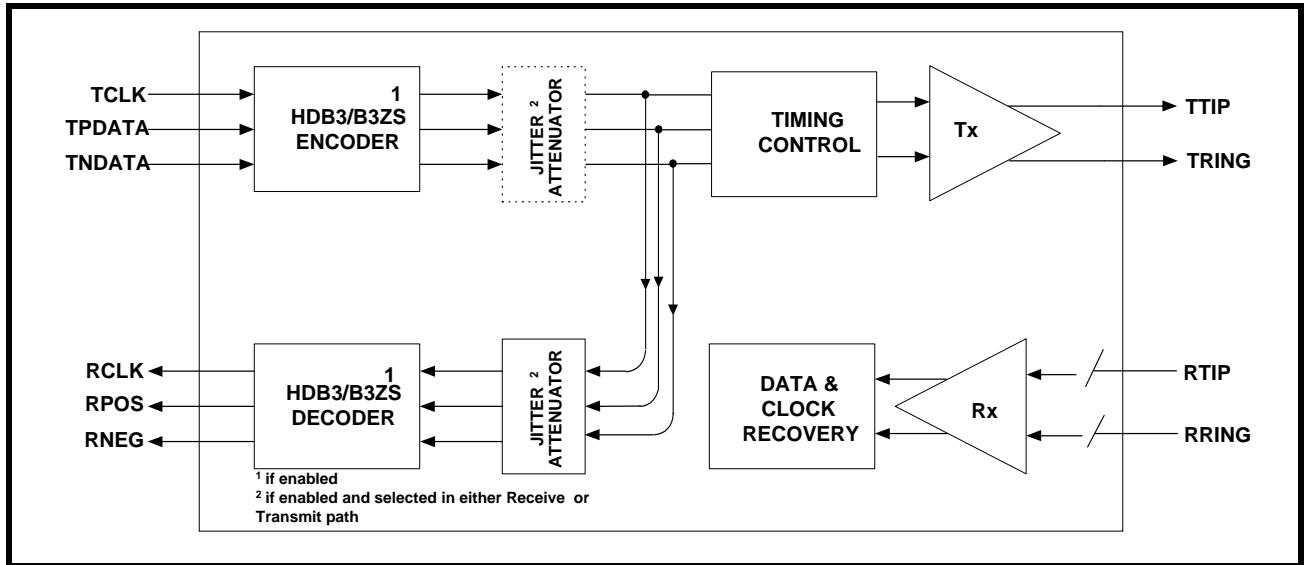 TCLK
TPDATA
TNDATA
1
HDB3/B3ZS
ENCODER
JITTER 2
ATTENUATOR
TIMING
CONTROL
Tx
TTIP
TRING
RCLK
RPOS
RNEG
1
HDB3/B3ZS
DECODER
JITTER 2
ATTENUATOR
DATA &
CLOCK
RECOVERY
Rx
RTIP
RRING
1 if enabled
2 if enabled and selected in either Receive or
Transmit path